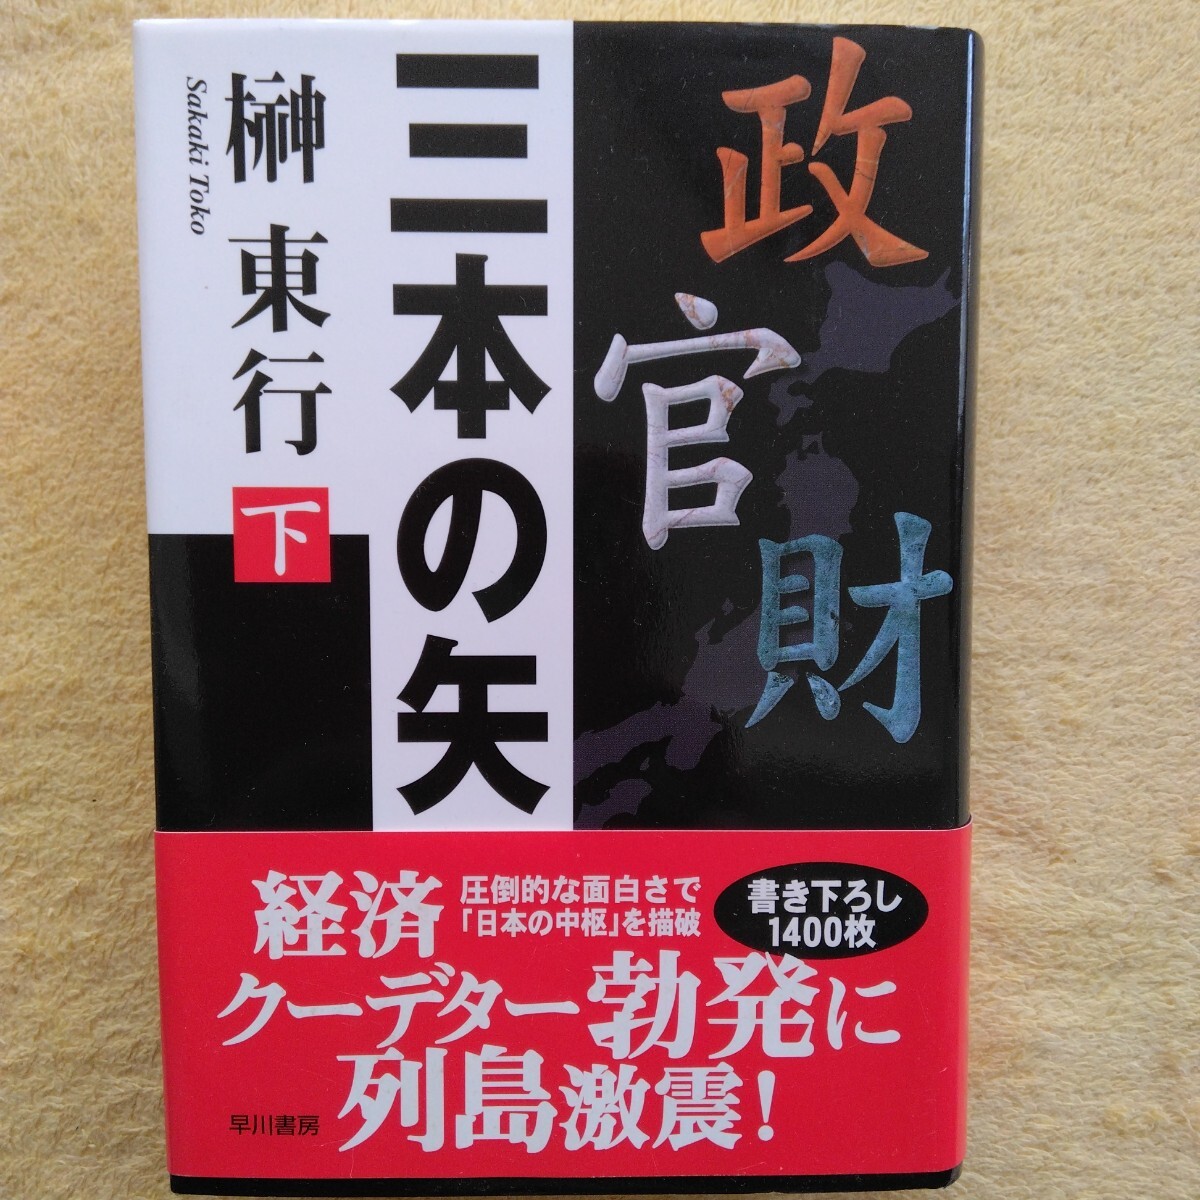 政
官
財
三本の矢
榊 東行
Sakaki Toko
下
経済
圧倒的な面白さで
「日本の中枢」を描破
書き下ろし
1400枚
クーデター勃発に
列島激震!
早川書房